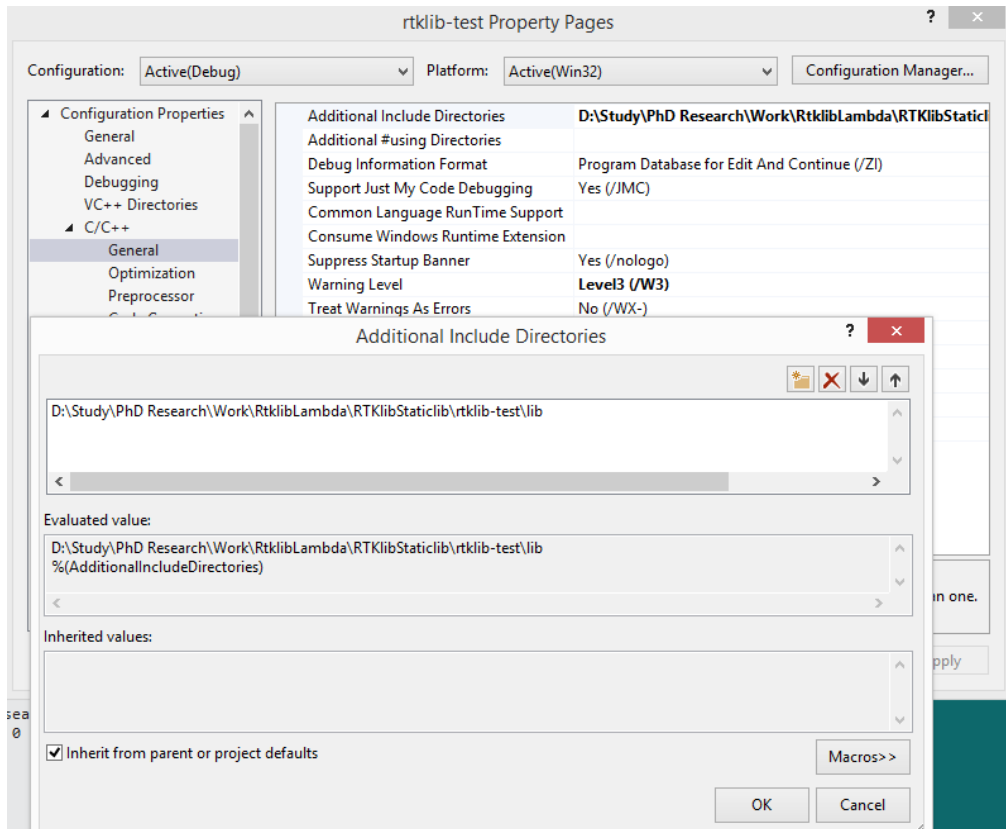 rtklib-test Property Pages
?
Configuration: Active(Debug) Platform: Active(Win32) Configuration Manager...
Configuration Properties
General
Advanced
Debugging
VC++ Directories
C/C++
General
Optimization
Preprocessor
Additional Include Directories D:\Study\PhD Research\Work\RtklibLambda\RTKlibStaticl
Additional #using Directories
Debug Information Format Program Database for Edit And Continue (/ZI)
Support Just My Code Debugging Yes (/JMC)
Common Language RunTime Support
Consume Windows Runtime Extension
Suppress Startup Banner Yes (/nologo)
Warning Level Level3 (/W3)
Treat Warnings As Errors No (/WX-)
Additional Include Directories
?
D:\Study\PhD Research\Work\RtklibLambda\RTKlibStaticlib\rtklib-test\lib
Evaluated value:
D:\Study\PhD Research\Work\RtklibLambda\RTKlibStaticlib\rtklib-test\lib
%(AdditionalIncludeDirectories)
n one.
Inherited values:
pply
sea
0
Inherit from parent or project defaults
Macros>>
OK Cancel